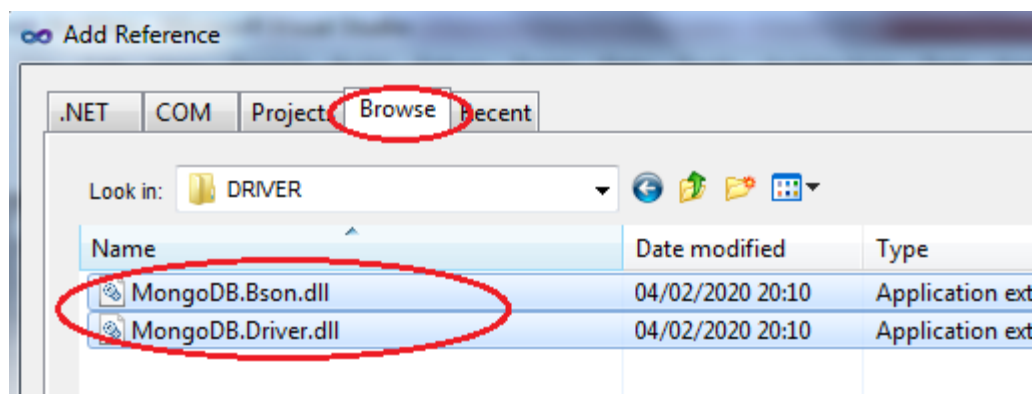 Add Reference
.NET COM Projects Browse Recent
Look in: DRIVER
Name Date modified Type
MongoDB.Bson.dll 04/02/2020 20:10 Application ext
MongoDB.Driver.dll 04/02/2020 20:10 Application ext